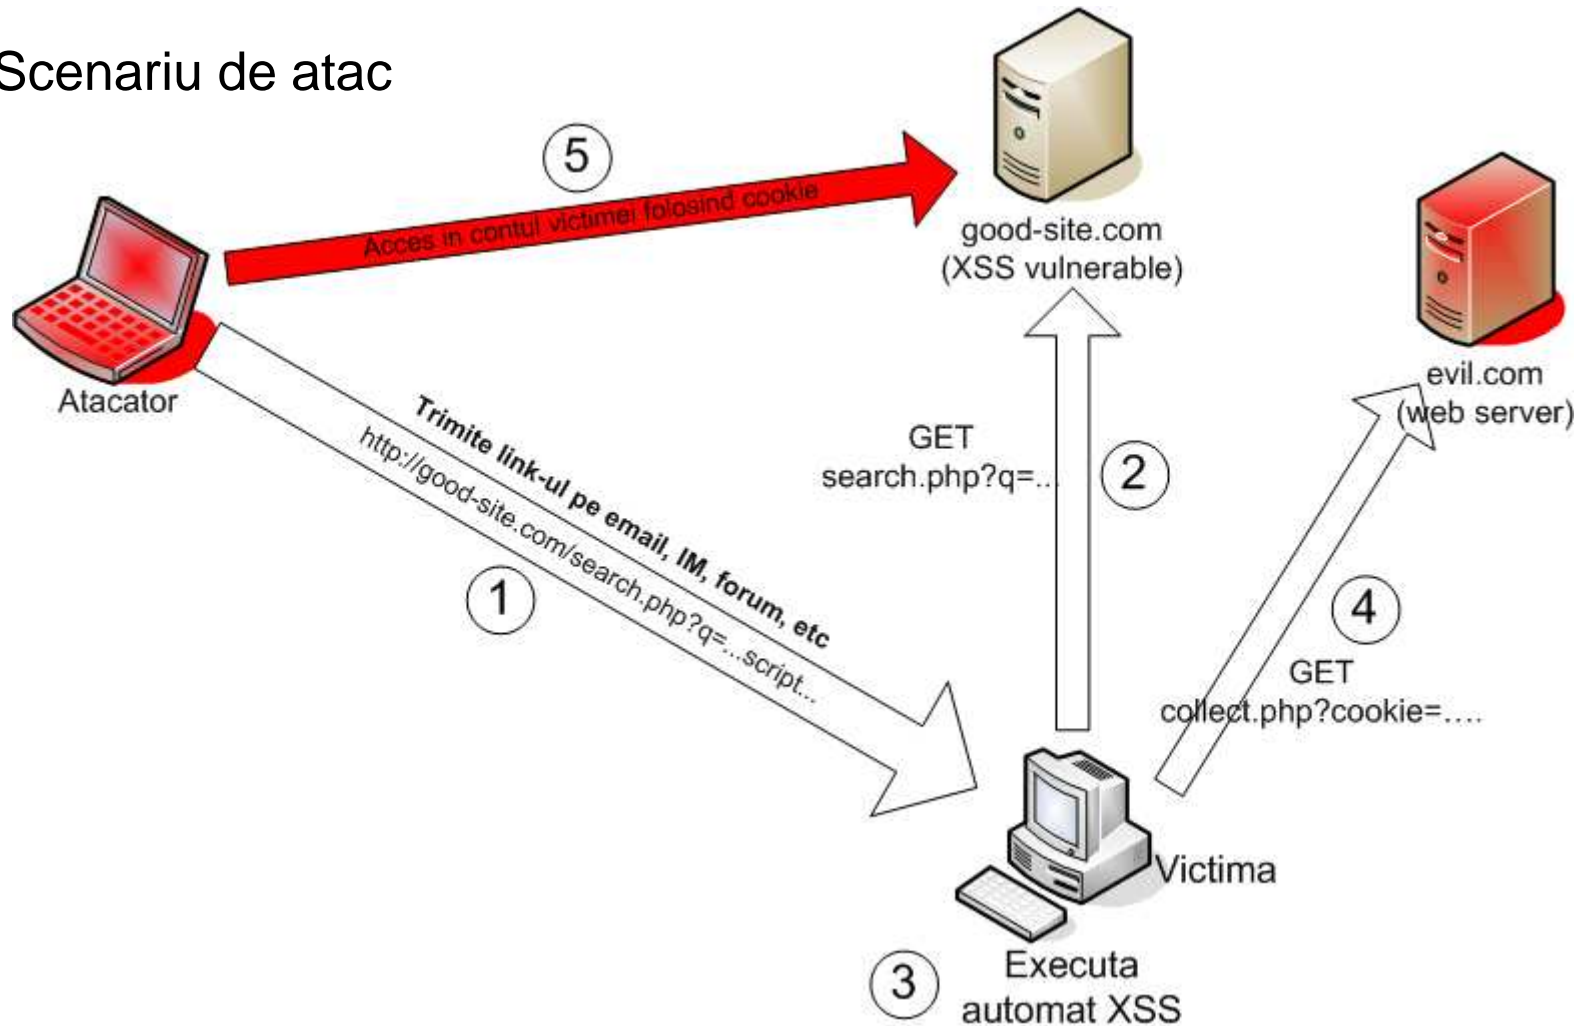 Scenariu de atac
5
Acces in contul victimei folosind cookie
good-site.com
(XSS vulnerable)
evil.com
(web server)
Atacator
Trimite link-ul pe email, IM, forum, etc
http://good-site.com/search.php?q=...script...
1
GET
search.php?q=...
2
4
GET
collect.php?cookie=....
Victima
3
Executa
automat XSS